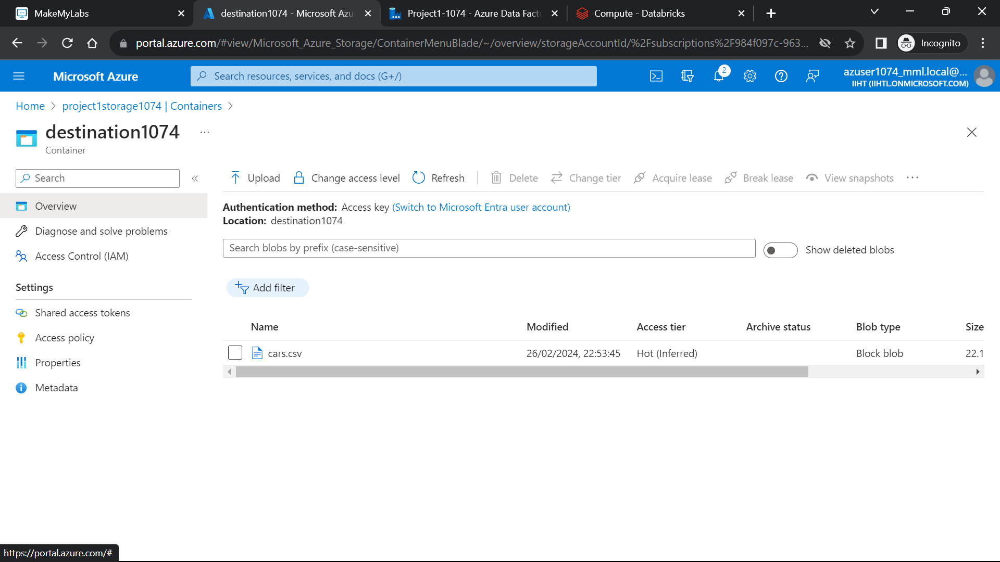 MakeMyLabs
destination1074 - Microsoft Azu
Project1-1074 - Azure Data Facto
Compute - Databricks
portal.azure.com/#view/Microsoft_Azure_Storage/ContainerMenuBlade/~/overview/storageAccountId/%2Fsubscriptions%2F984f097c-963...
Incognito
Microsoft Azure
Search resources, services, and docs (G+/)
2
azuser1074_mml.local@...
IIHT (IIHTL.ONMICROSOFT.COM)
Home > project1storage1074 | Containers >
destination1074 ...
Container
Search
Upload
Change access level
Refresh
Delete
Change tier
Acquire lease
Break lease
View snapshots
Overview
Diagnose and solve problems
Access Control (IAM)
Settings
Shared access tokens
Access policy
Properties
Metadata
Authentication method: Access key (Switch to Microsoft Entra user account)
Location: destination1074
Search blobs by prefix (case-sensitive)
Show deleted blobs
Add filter
Name Modified Access tier Archive status Blob type Size
cars.csv 26/02/2024, 22:53:45 Hot (Inferred) Block blob 22.1
https://portal.azure.com/#